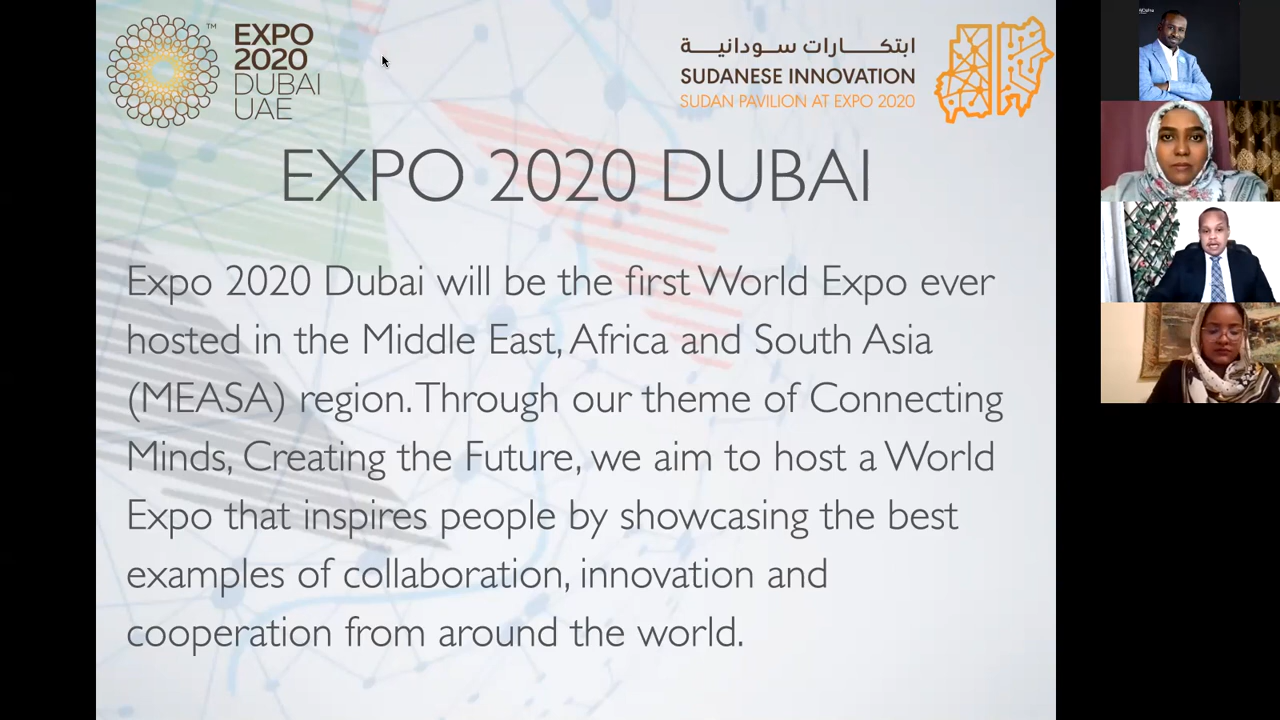 EXPO
2020
DUBAI
UAE
™
ابتكـــــــارات ســـودانيـــة
SUDANESE INNOVATION
SUDAN PAVILION AT EXPO 2020
EXPO 2020 DUBAI
Expo 2020 Dubai will be the first World Expo ever
hosted in the Middle East, Africa and South Asia
(MEASA) region. Through our theme of Connecting
Minds, Creating the Future, we aim to host a World
Expo that inspires people by showcasing the best
examples of collaboration, innovation and
cooperation from around the world.